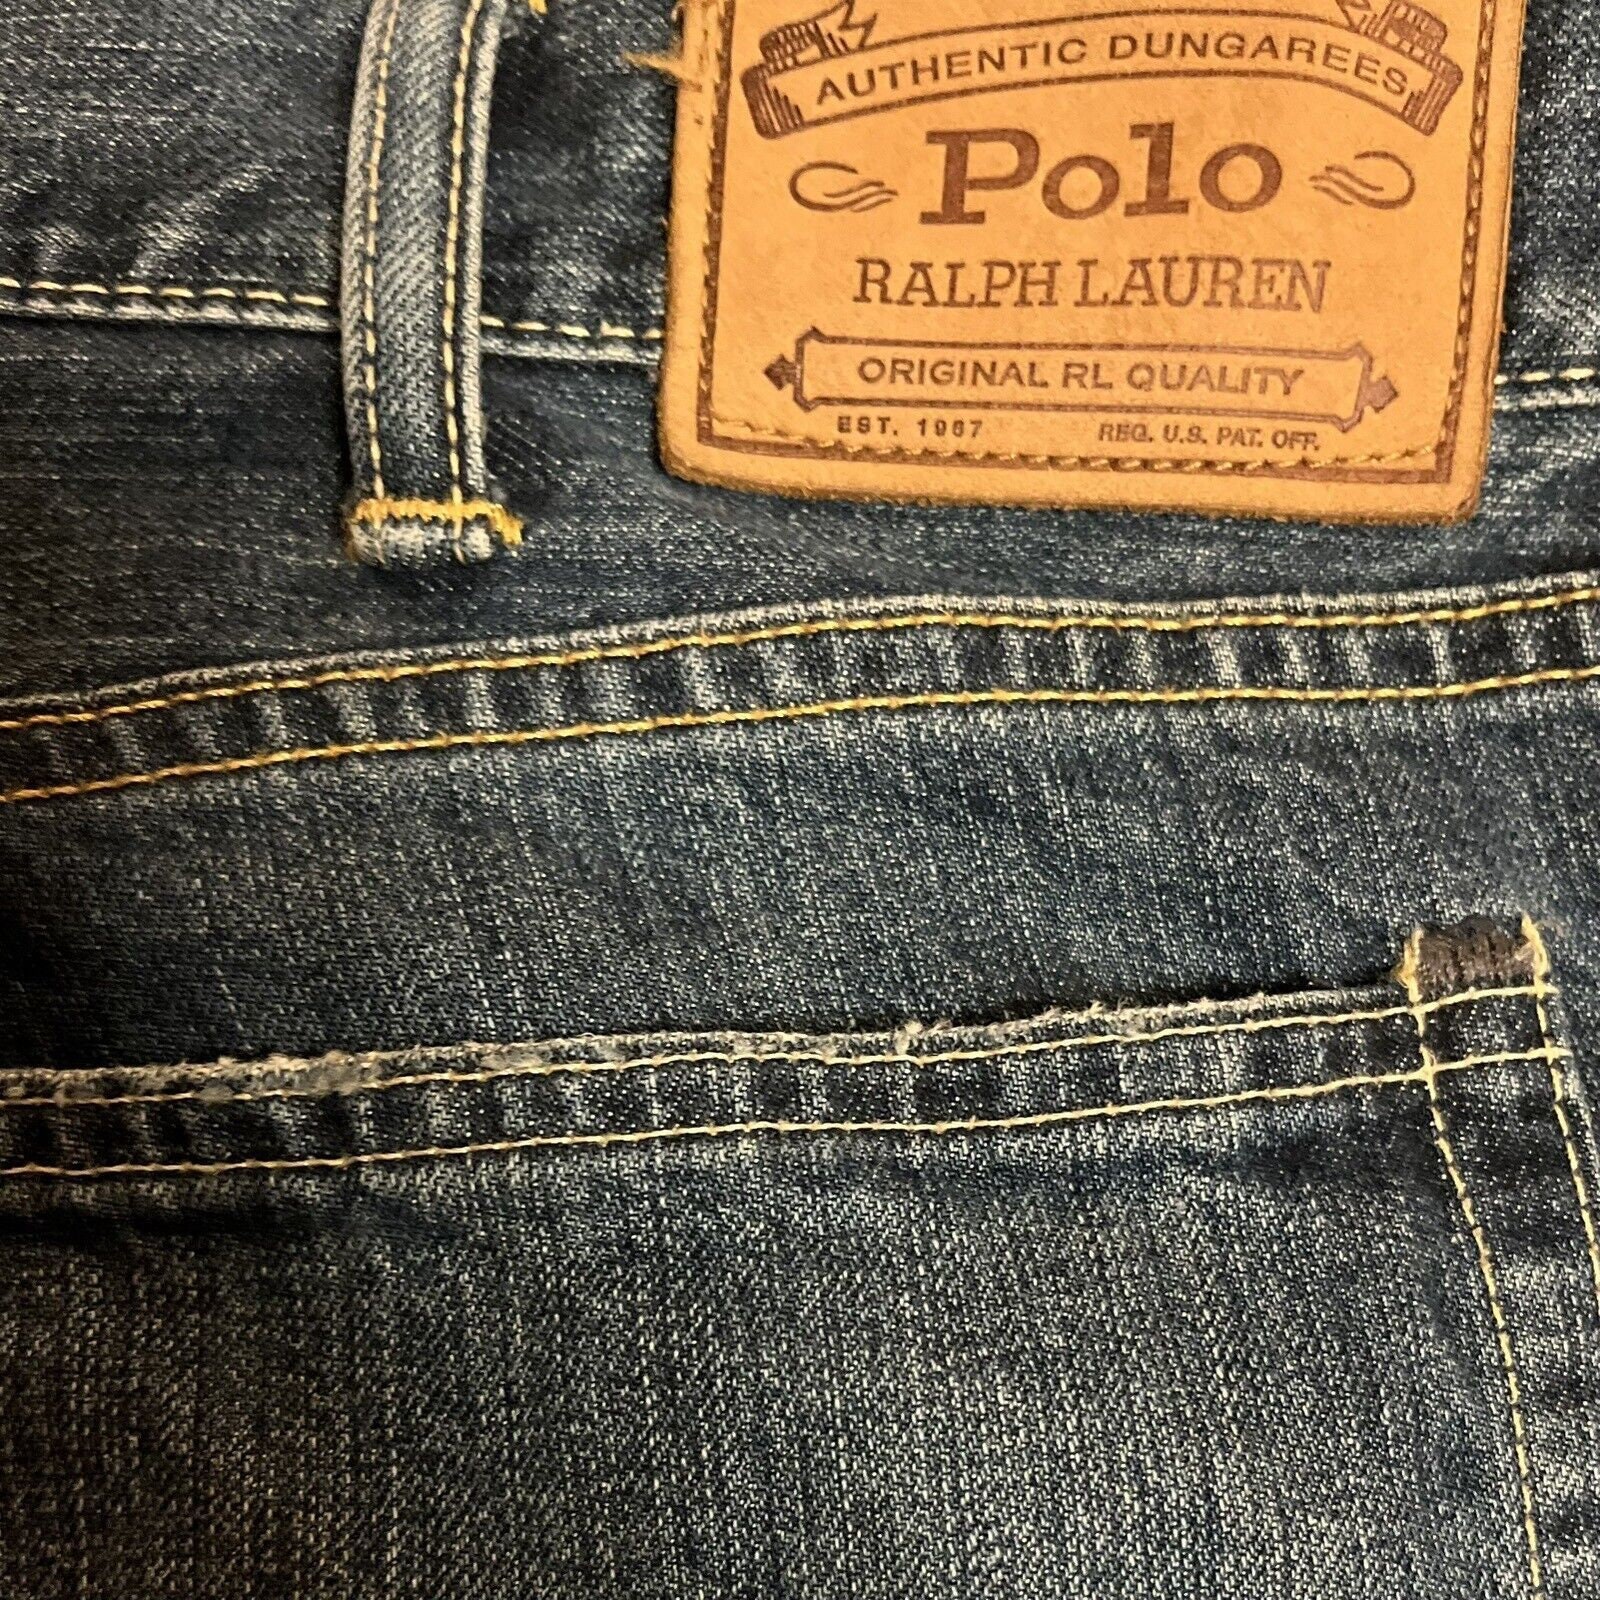 AUTHENTIC DUNGAREES
Polo
RALPH LAUREN
ORIGINAL RL QUALITY
EST. 1967 REG. U.S. PAT. OFF.